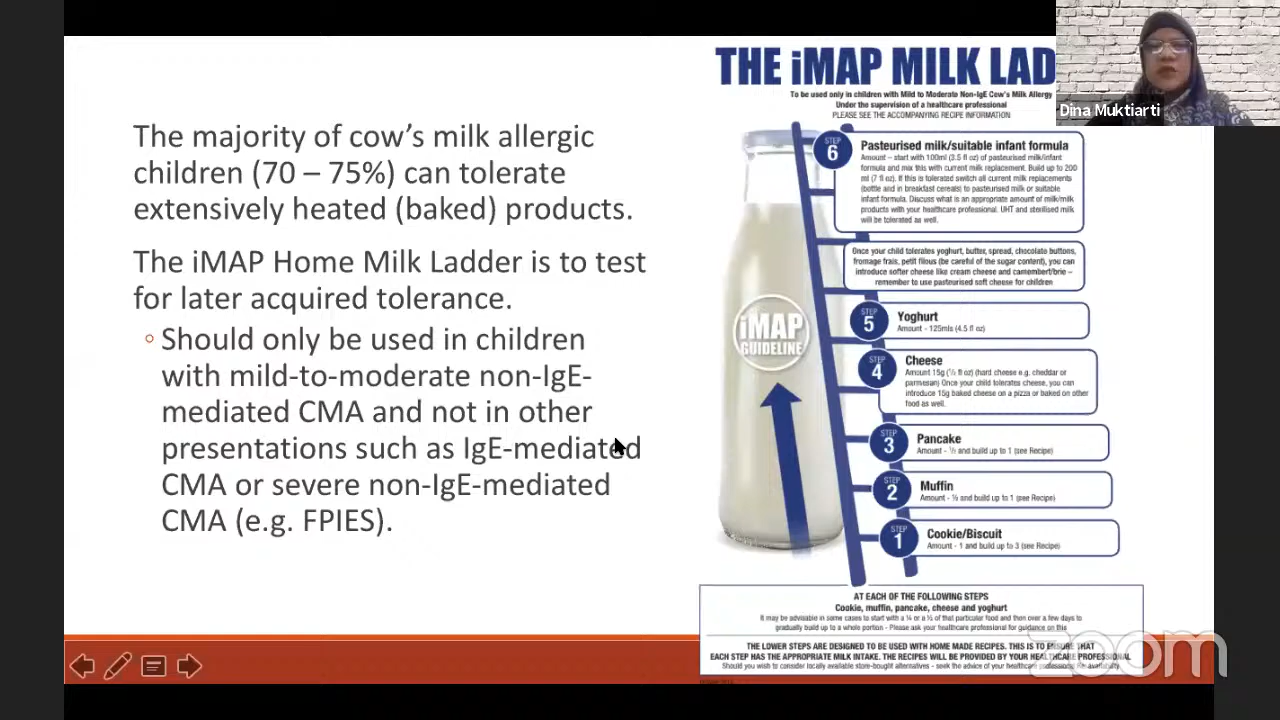 The majority of cow’s milk allergic
children (70 – 75%) can tolerate
extensively heated (baked) products.
The iMAP Home Milk Ladder is to test
for later acquired tolerance.
Should only be used in children
with mild-to-moderate non-IgE-
mediated CMA and not in other
presentations such as IgE-mediated
CMA or severe non-IgE-mediated
CMA (e.g. FPIES).
THE iMAP MILK LAD
To be used only in children with Mild to Moderate Non-IgE Cow's Milk Allergy
Under the supervision of a healthcare professional
PLEASE SEE THE ACCOMPANYING RECIPE INFORMATION
Dina Muktiarti
STEP
6
Pasteurised milk/suitable infant formula
Amount – start with 100ml (3.5 fl oz) of pasteurised milk/infant
formula and mix this with current milk replacement. Build up to 200
ml (7 fl oz). If this is tolerated switch all current milk replacements
(bottle and in breakfast cereals) to pasteurised milk or suitable
infant formula. Discuss what is an appropriate amount of milk/milk
products with your healthcare professional. UHT and sterilised milk
will be tolerated as well.
Once your child tolerates yoghurt, butter, spread, chocolate buttons,
fromage frais, petit filous (be careful of the sugar content), you can
introduce softer cheese like cream cheese and camembert/brie –
remember to use pasteurised soft cheese for children
STEP
5
Yoghurt
Amount - 125mls (4.5 fl oz)
iMAP
GUIDELINE
STEP
4
Cheese
Amount 15g (½ fl oz) (hard cheese e.g. cheddar or
parmesan) Once your child tolerates cheese, you can
introduce 15g baked cheese on a pizza or baked on other
food as well.
STEP
3
Pancake
Amount - ½ and build up to 1 (see Recipe)
STEP
2
Muffin
Amount - ½ and build up to 1 (see Recipe)
STEP
1
Cookie/Biscuit
Amount - 1 and build up to 3 (see Recipe)
AT EACH OF THE FOLLOWING STEPS
Cookie, muffin, pancake, cheese and yoghurt
It may be advisable in some cases to start with a ¼ or a ½ of that particular food and then over a few days to
gradually build up to a whole portion - Please ask your healthcare professional for guidance on this
THE LOWER STEPS ARE DESIGNED TO BE USED WITH HOME MADE RECIPES. THIS IS TO ENSURE THAT
EACH STEP HAS THE APPROPRIATE MILK INTAKE. THE RECIPES WILL BE PROVIDED BY YOUR HEALTHCARE PROFESSIONAL
Should you wish to consider locally available store-bought alternatives - seek the advice of your healthcare professional Re: availability
zoom